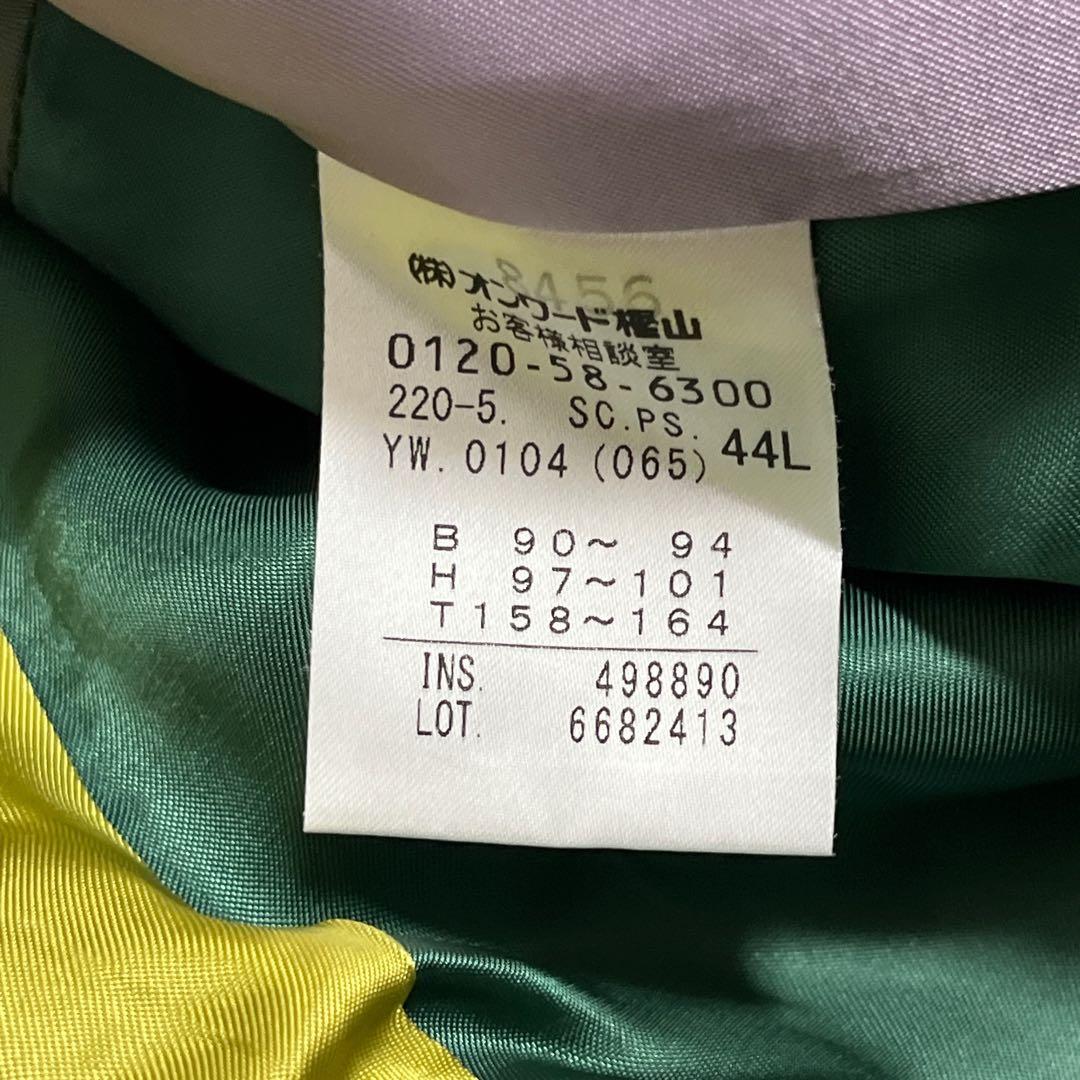 8456
(株)オンワード樫山
お客様相談室
0120-58-6300
220-5. SC.PS. 44L
YW. 0104 (065)
B 90～ 94
H 97～101
T158～164
INS. 498890
LOT. 6682413